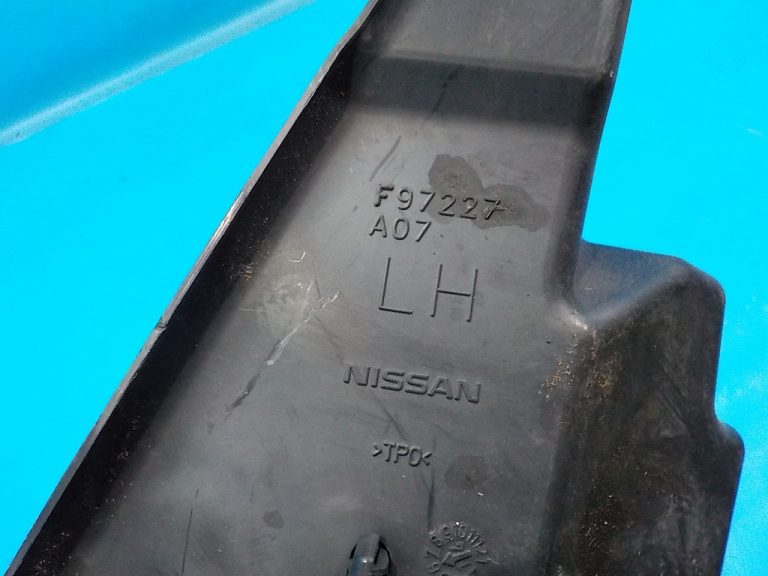 F97227
A07
LH
NISSAN
>TPO<